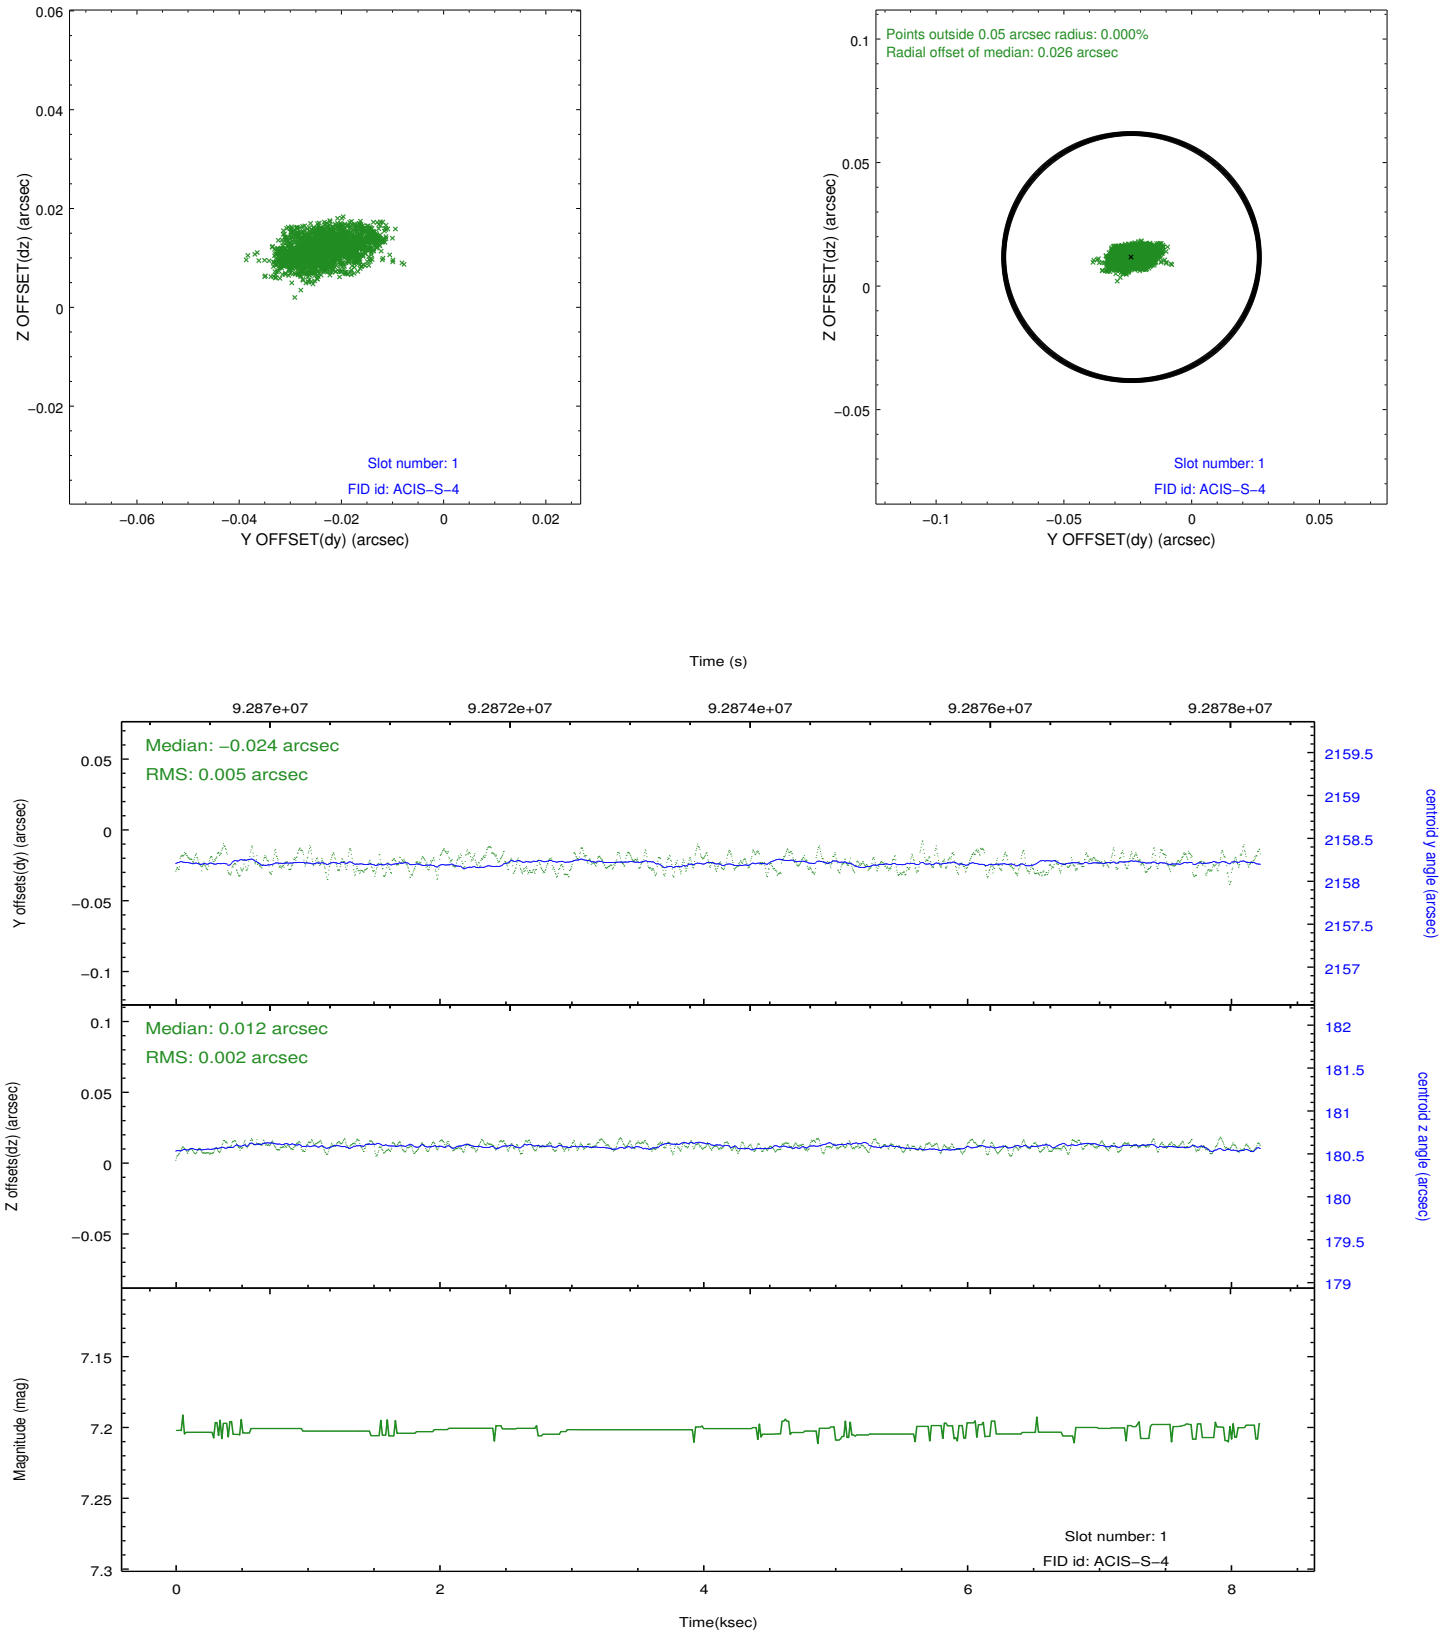 0.06
0.04
0.02
0
−0.02
Z OFFSET(dz) (arcsec)
Slot number: 1
FID id: ACIS−S−4
−0.06
−0.04
−0.02
0
0.02
Y OFFSET(dy) (arcsec)
Points outside 0.05 arcsec radius: 0.000%
Radial offset of median: 0.026 arcsec
0.1
0.05
0
−0.05
Z OFFSET(dz) (arcsec)
Slot number: 1
FID id: ACIS−S−4
−0.1
−0.05
0
0.05
Y OFFSET(dy) (arcsec)
Time (s)
9.287e+07
9.2872e+07
9.2874e+07
9.2876e+07
9.2878e+07
Median: −0.024 arcsec
RMS: 0.005 arcsec
0.05
0
−0.05
−0.1
Y offsets(dy) (arcsec)
2159.5
2159
2158.5
2158
2157.5
2157
centroid y angle (arcsec)
Median: 0.012 arcsec
RMS: 0.002 arcsec
0.1
0.05
0
−0.05
Z offsets(dz) (arcsec)
182
181.5
181
180.5
180
179.5
179
centroid z angle (arcsec)
7.15
7.2
7.25
7.3
Magnitude (mag)
Slot number: 1
FID id: ACIS−S−4
0
2
4
6
8
Time(ksec)